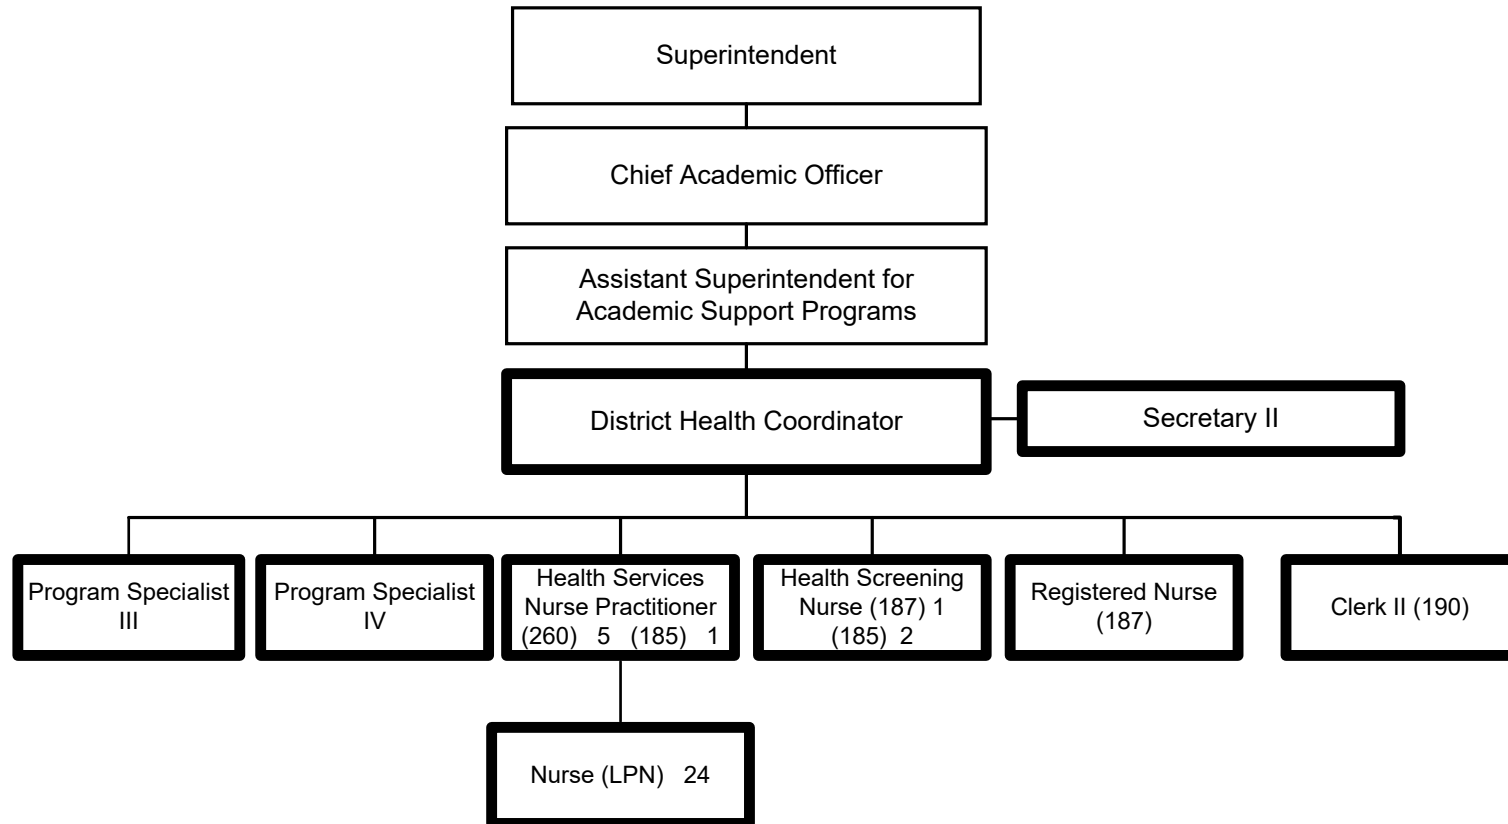 Superintendent
Chief Academic Officer
Assistant Superintendent for
Academic Support Programs
District Health Coordinator
Secretary II
Program Specialist
III
Program Specialist
IV
Health Services
Nurse Practitioner
(260) 5 (185) 1
Health Screening
Nurse (187) 1
(185) 2
Registered Nurse
(187)
Clerk II (190)
Nurse (LPN) 24